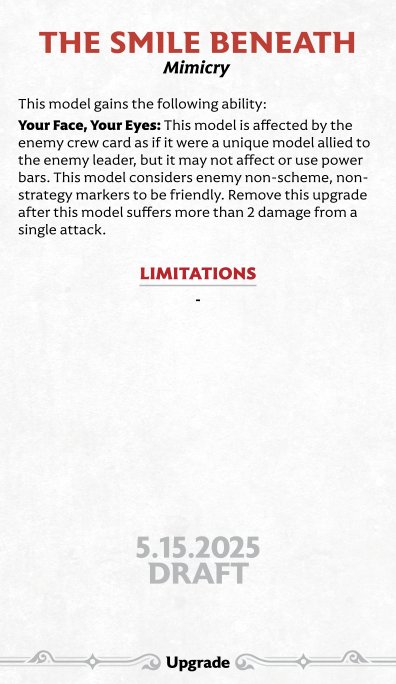 THE SMILE BENEATH
Mimicry
This model gains the following ability:
Your Face, Your Eyes: This model is affected by the
enemy crew card as if it were a unique model allied to
the enemy leader, but it may not affect or use power
bars. This model considers enemy non-scheme, non-
strategy markers to be friendly. Remove this upgrade
after this model suffers more than 2 damage from a
single attack.
LIMITATIONS
-
5.15.2025
DRAFT
Upgrade